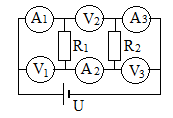 A₁ V₂ A₃
R₁ R₂
V₁ A₂ V₃
U